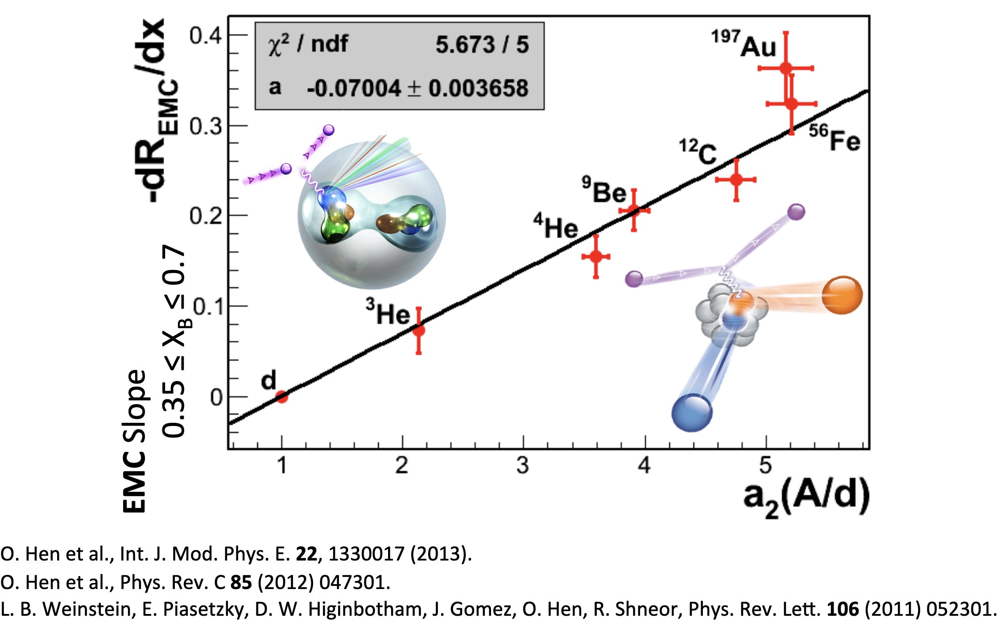 -dR_EMC/dx
EMC Slope
0.35 ≤ X_B ≤ 0.7
0.4
0.3
0.2
0.1
0
χ² / ndf 5.673 / 5
a -0.07004 ± 0.003658
¹⁹⁷Au
⁵⁶Fe
¹²C
⁹Be
⁴He
³He
d
1 2 3 4 5
a₂(A/d)
O. Hen et al., Int. J. Mod. Phys. E. 22, 1330017 (2013).
O. Hen et al., Phys. Rev. C 85 (2012) 047301.
L. B. Weinstein, E. Piasetzky, D. W. Higinbotham, J. Gomez, O. Hen, R. Shneor, Phys. Rev. Lett. 106 (2011) 052301.